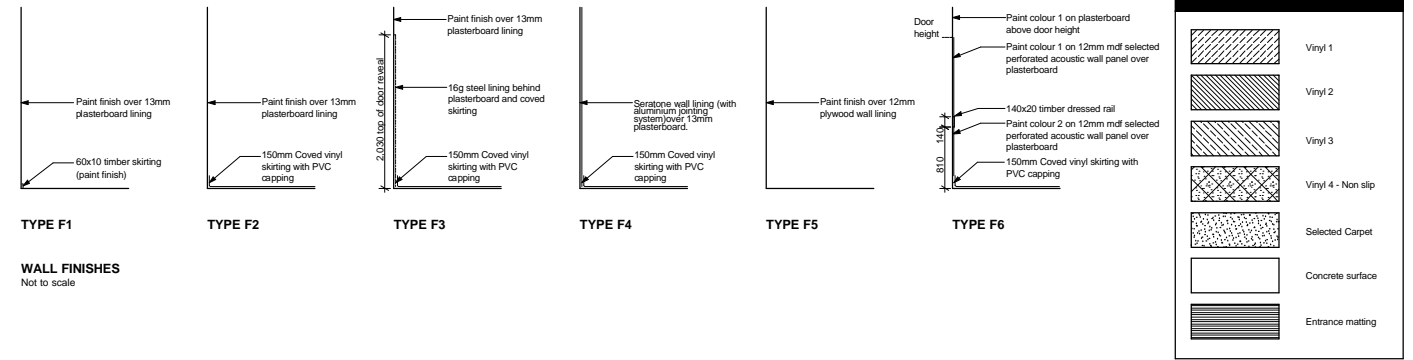 Paint finish over 13mm
plasterboard lining
60x10 timber skirting
(paint finish)
TYPE F1
Paint finish over 13mm
plasterboard lining
150mm Coved vinyl
skirting with PVC
capping
TYPE F2
Paint finish over 13mm
plasterboard lining
2,030 top of door reveal
16g steel lining behind
plasterboard and coved
skirting
150mm Coved vinyl
skirting with PVC
capping
TYPE F3
Seratone wall lining (with
aluminium jointing
system)over 13mm
plasterboard.
150mm Coved vinyl
skirting with PVC
capping
TYPE F4
Paint finish over 12mm
plywood wall lining
TYPE F5
Door
height
Paint colour 1 on plasterboard
above door height
Paint colour 1 on 12mm mdf selected
perforated acoustic wall panel over
plasterboard
140x20 timber dressed rail
140
Paint colour 2 on 12mm mdf selected
perforated acoustic wall panel over
plasterboard
810
150mm Coved vinyl skirting with
PVC capping
TYPE F6
WALL FINISHES
Not to scale
Vinyl 1
Vinyl 2
Vinyl 3
Vinyl 4 - Non slip
Selected Carpet
Concrete surface
Entrance matting